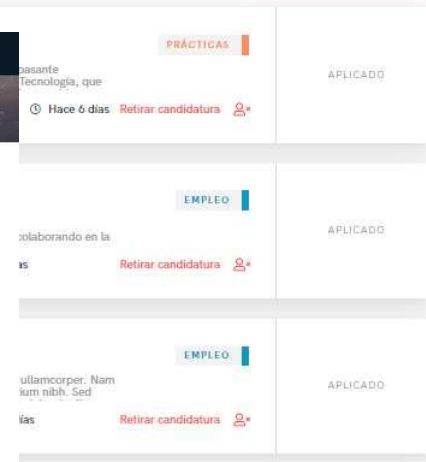 PRÁCTICAS
pasante
Tecnología, que
APLICADO
Hace 6 días Retirar candidatura
EMPLEO
colaborando en la
APLICADO
as Retirar candidatura
EMPLEO
ullamcorper. Nam
ium nibh. Sed
APLICADO
ías Retirar candidatura